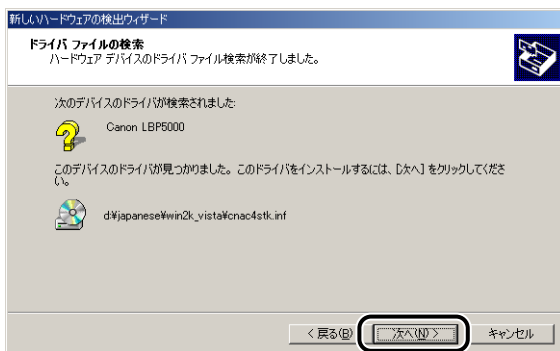 新しいハードウェアの検出ウィザード
ドライバ ファイルの検索
ハードウェア デバイスのドライバ ファイル検索が終了しました。
次のデバイスのドライバが検索されました:
Canon LBP5000
このデバイスのドライバが見つかりました。このドライバをインストールするには、[次へ] をクリックしてくださ
い。
d:¥japanese¥win2k_vista¥cnac4stk.inf
< 戻る(B)
次へ(N) >
キャンセル